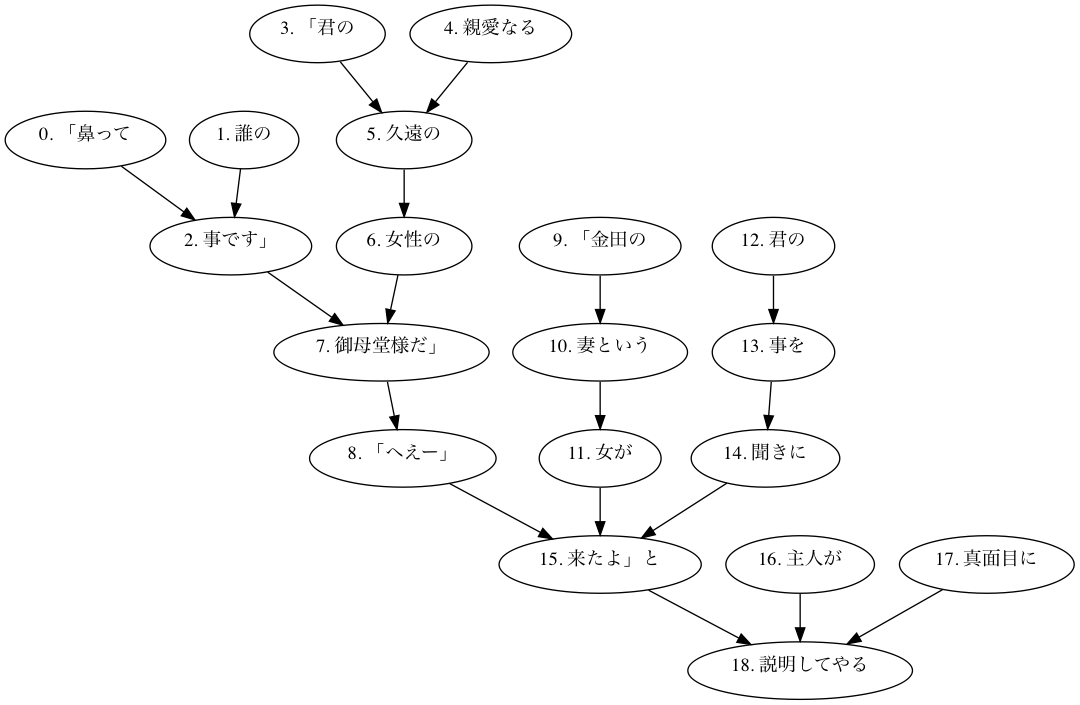 3. 「君の
4. 親愛なる
0. 「鼻って
1. 誰の
5. 久遠の
2. 事です」
6. 女性の
9. 「金田の
12. 君の
7. 御母堂様だ」
10. 妻という
13. 事を
8. 「へえー」
11. 女が
14. 聞きに
15. 来たよ」と
16. 主人が
17. 真面目に
18. 説明してやる